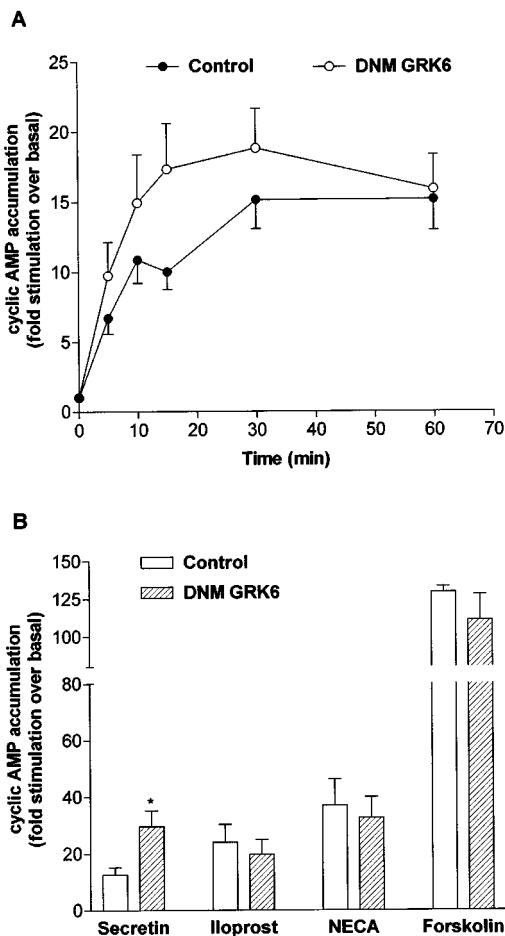 A
Control
DNM GRK6
cyclic AMP accumulation
(fold stimulation over basal)
25
20
15
10
5
0
0 10 20 30 40 50 60 70
Time (min)
B
Control
DNM GRK6
cyclic AMP accumulation
(fold stimulation over basal)
150
125
100
80
60
40
20
0
*
Secretin Iloprost NECA Forskolin